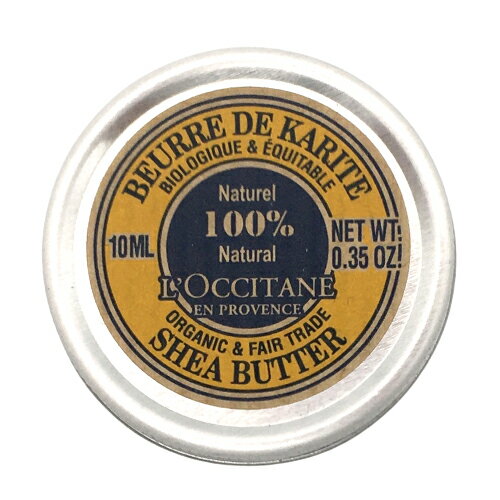 BEURRE DE KARITE
BIOLOGIQUE & ÉQUITABLE
Naturel
100%
Natural
10ML
NET WT.
0.35 OZ.
L'OCCITANE
EN PROVENCE
ORGANIC & FAIR TRADE
SHEA BUTTER